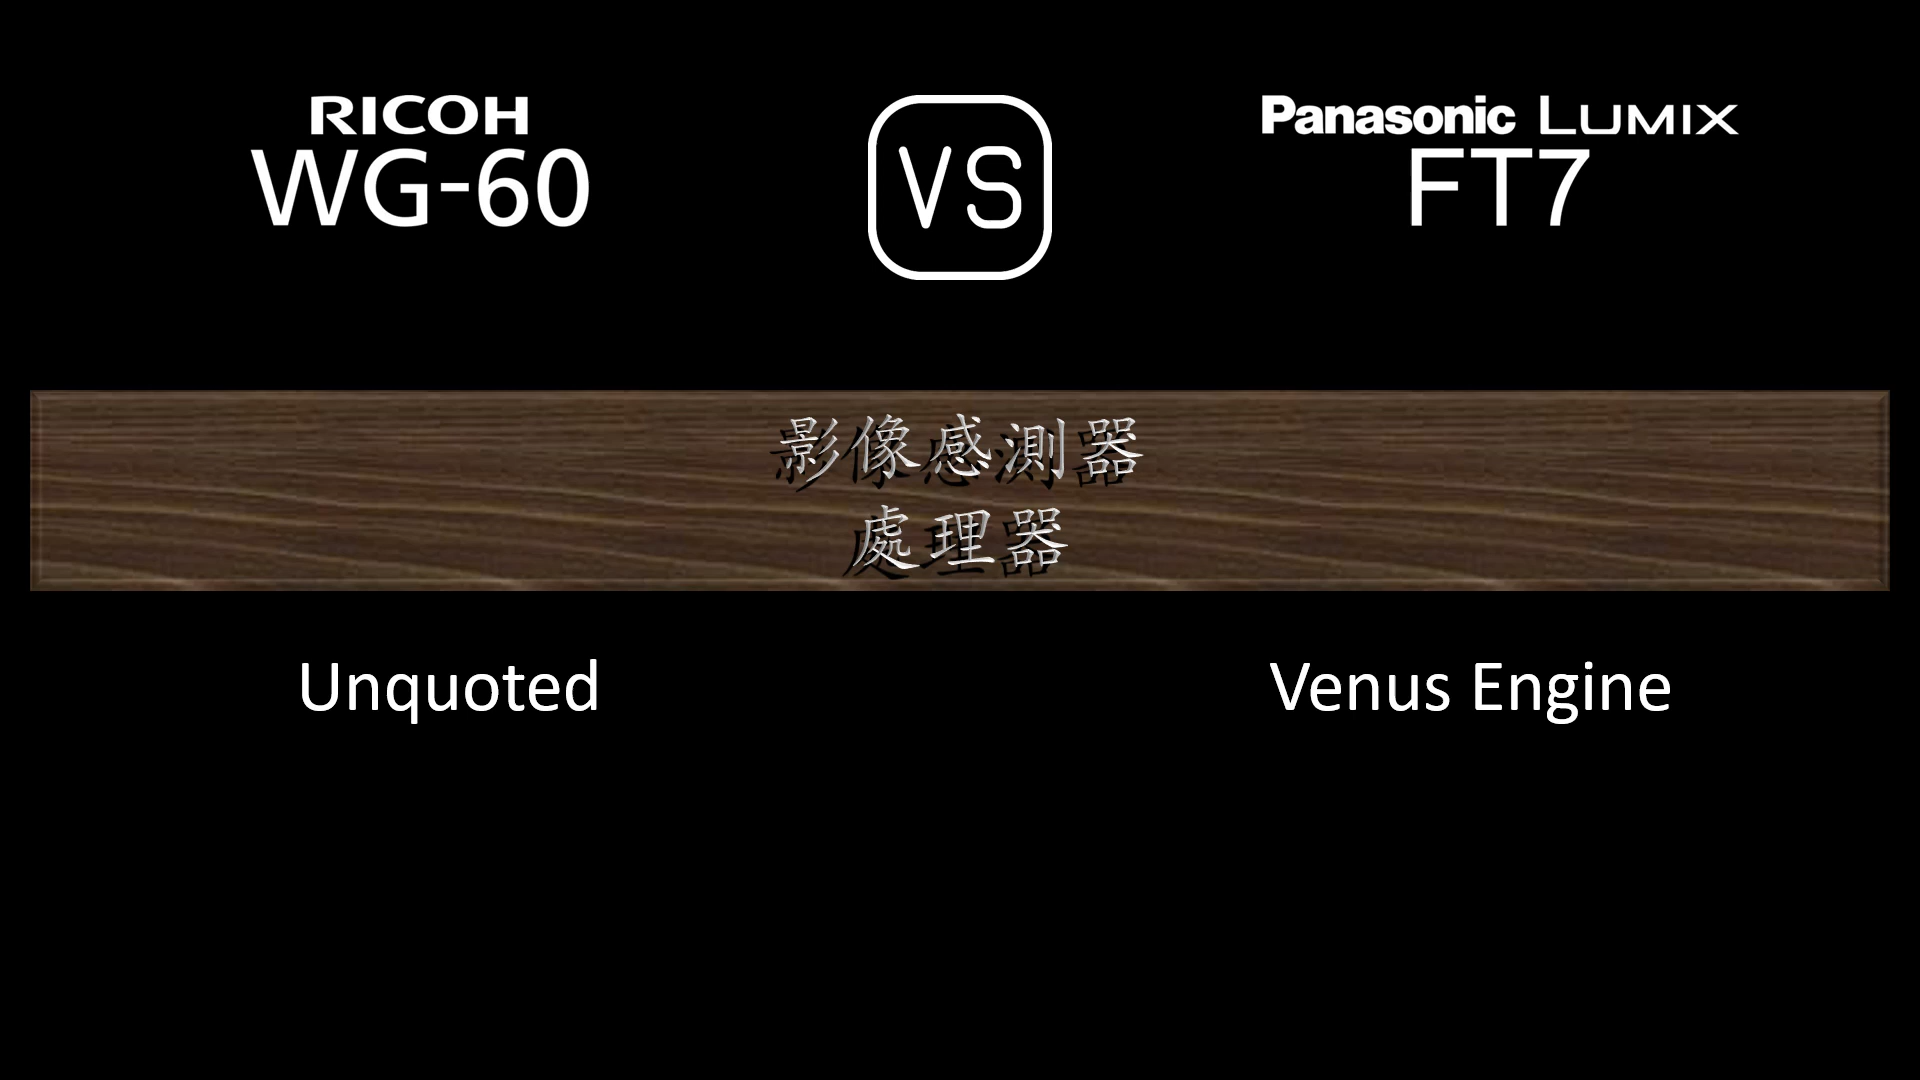 RICOH
WG-60
VS
Panasonic LUMIX
FT7
影像感測器
處理器
Unquoted
Venus Engine